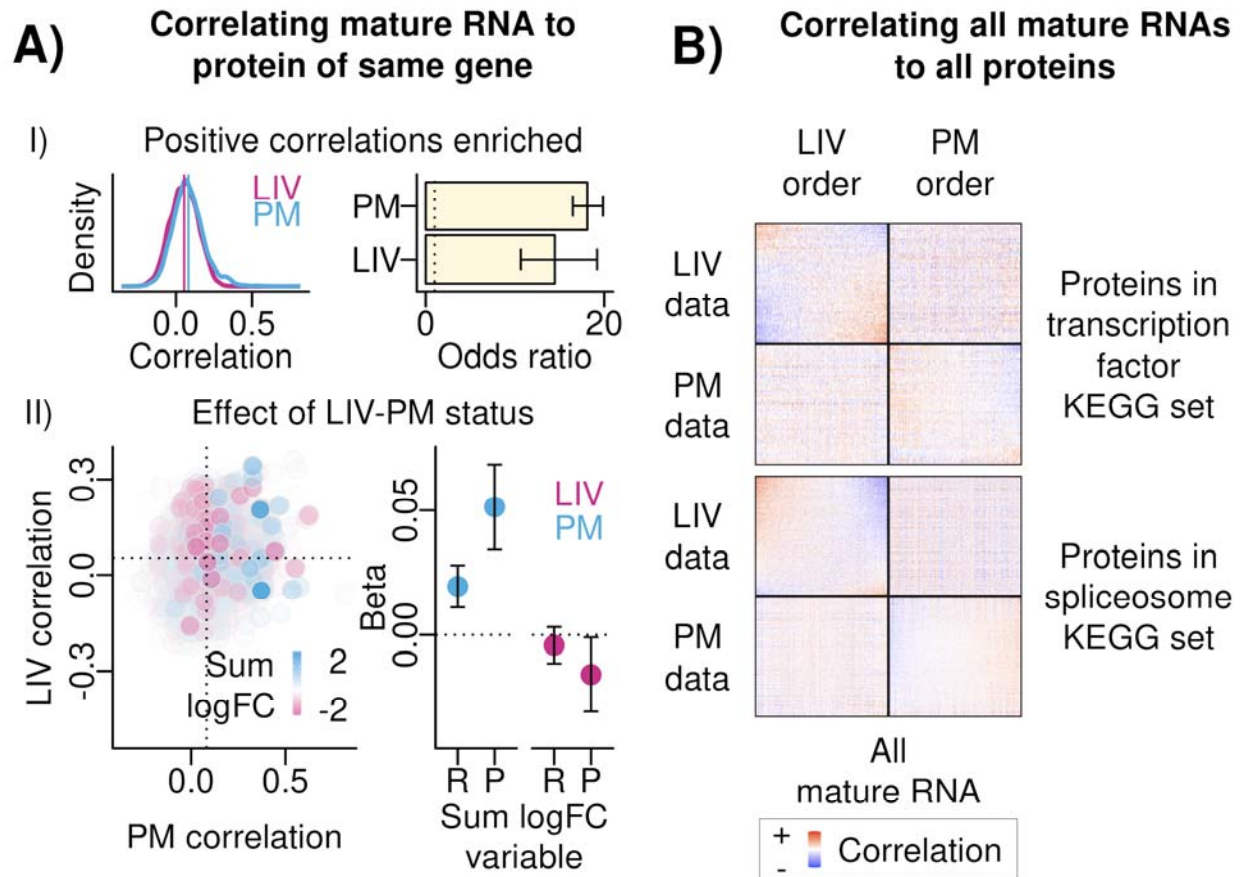 A)
Correlating mature RNA to
protein of same gene
I)
Positive correlations enriched
Density
LIV
PM
0.0
0.5
Correlation
PM
LIV
0
20
Odds ratio
II)
Effect of LIV-PM status
LIV correlation
0.3
0.0
-0.3
Sum
logFC
2
-2
0.0
0.5
PM correlation
Beta
0.05
0.00
LIV
PM
R
P
R
P
Sum logFC
variable
B)
Correlating all mature RNAs
to all proteins
LIV
order
PM
order
LIV
data
PM
data
Proteins in
transcription
factor
KEGG set
LIV
data
PM
data
Proteins in
spliceosome
KEGG set
All
mature RNA
+
-
Correlation